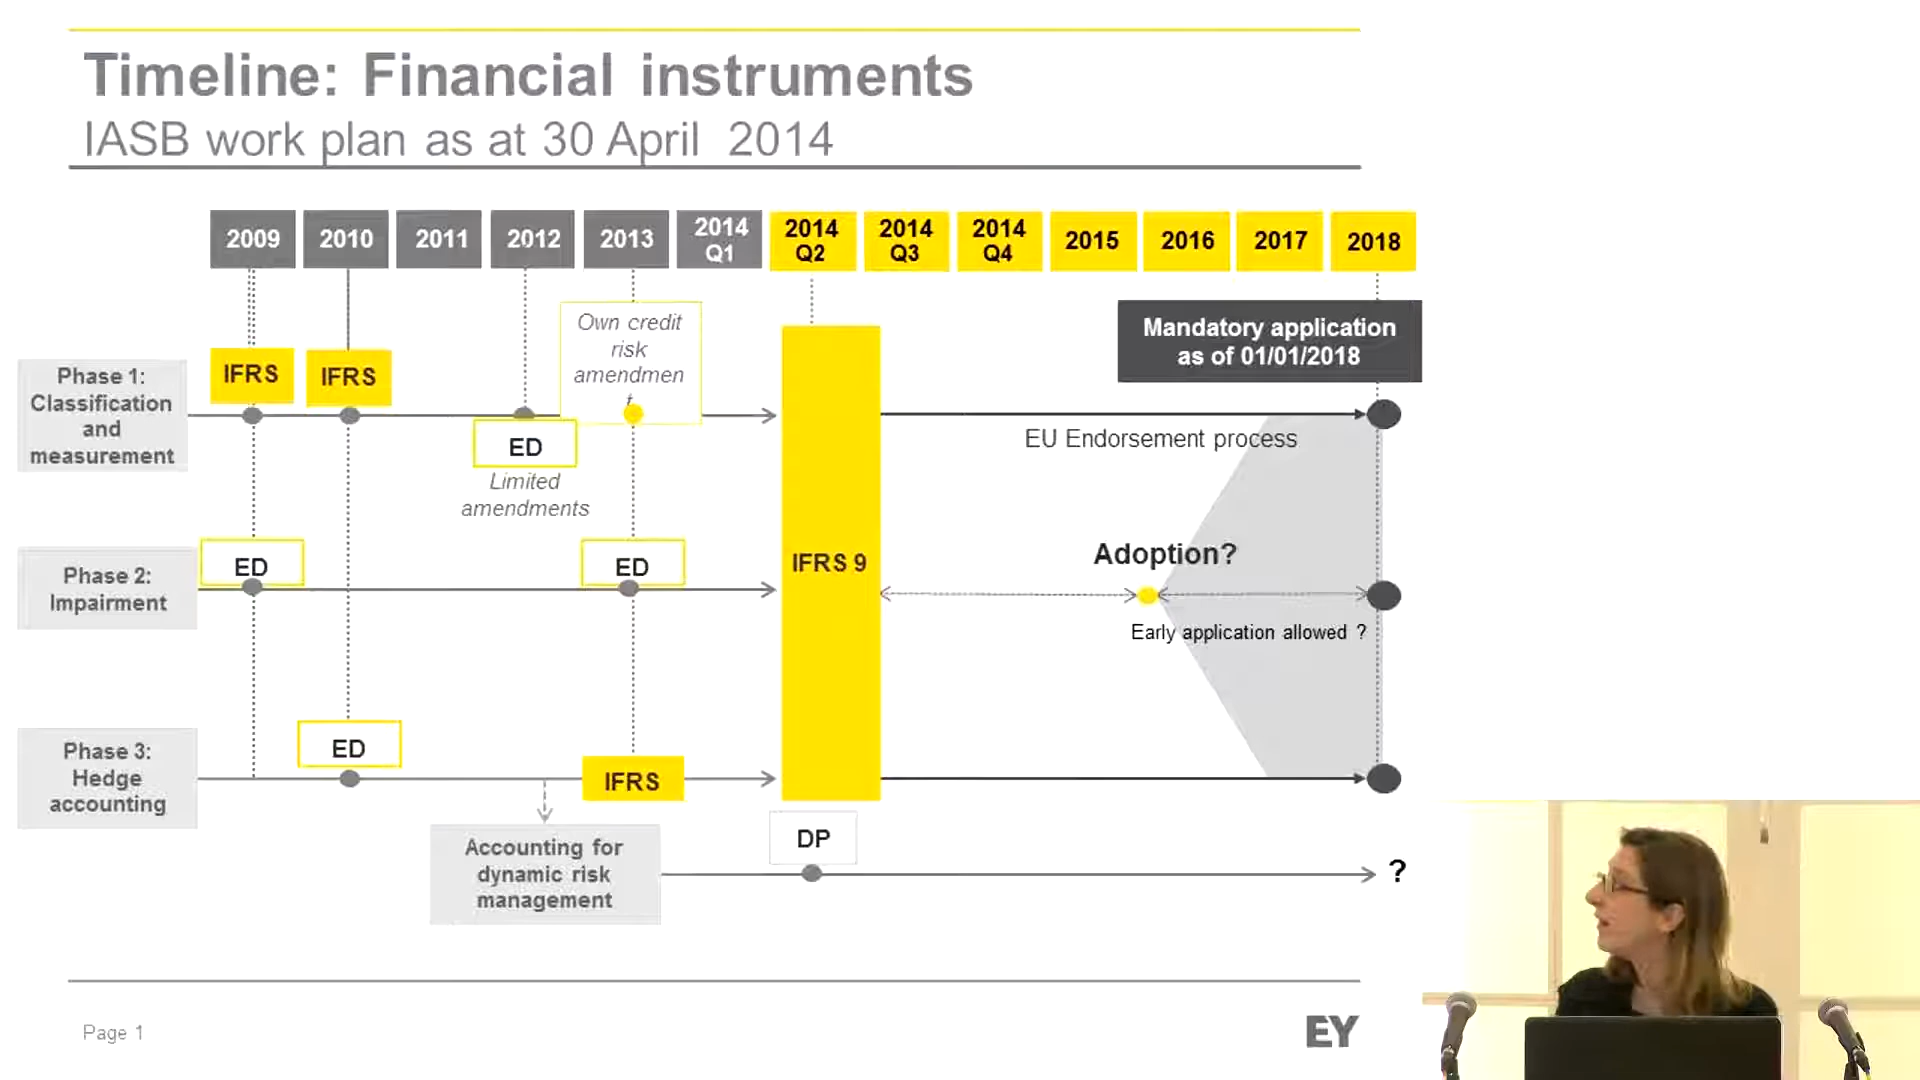 Timeline: Financial instruments
IASB work plan as at 30 April 2014
2009
2010
2011
2012
2013
2014
Q1
2014
Q2
2014
Q3
2014
Q4
2015
2016
2017
2018
Mandatory application
as of 01/01/2018
Own credit
risk
amendmen
t
Phase 1:
Classification
and
measurement
IFRS
IFRS
ED
Limited
amendments
EU Endorsement process
Phase 2:
Impairment
ED
ED
IFRS 9
Adoption?
Early application allowed ?
Phase 3:
Hedge
accounting
ED
IFRS
Accounting for
dynamic risk
management
DP
?
Page 1
EY